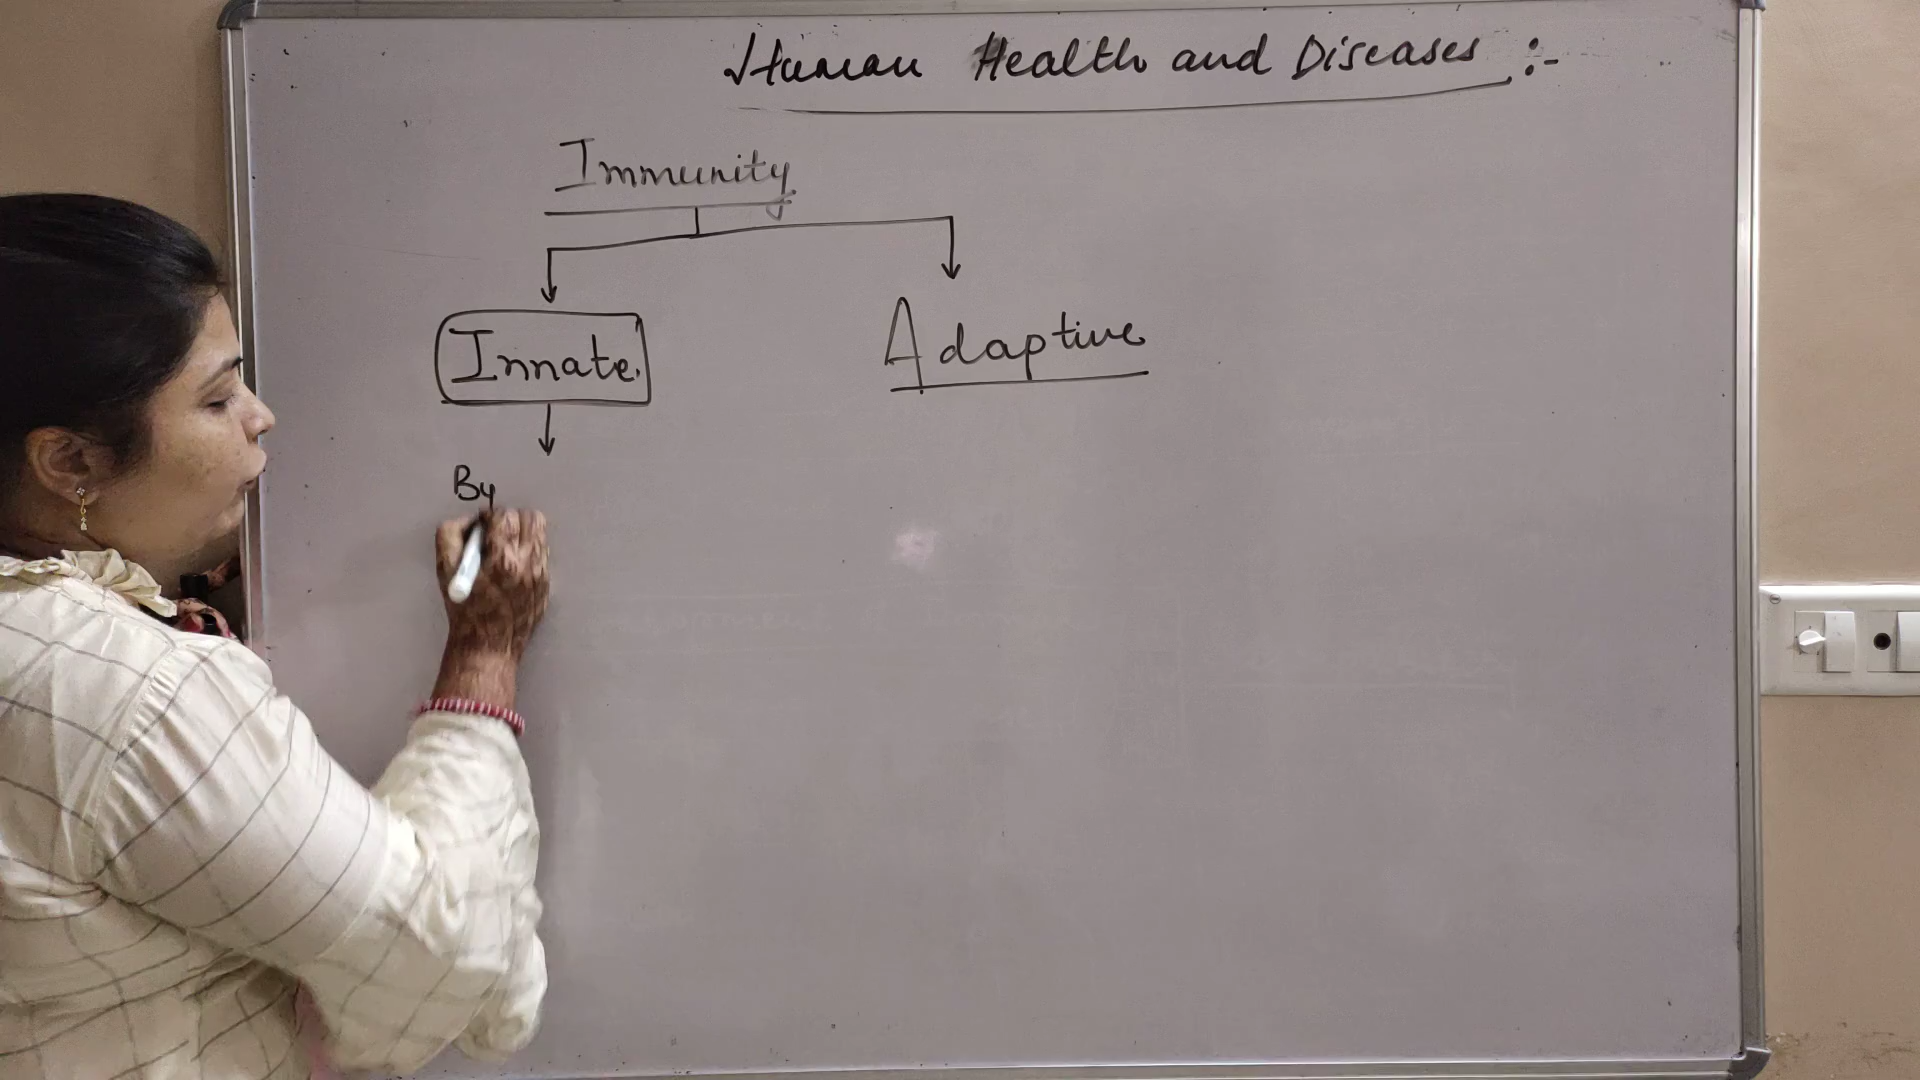 Human Health and Diseases :-
Immunity
Innate.
Adaptive
By